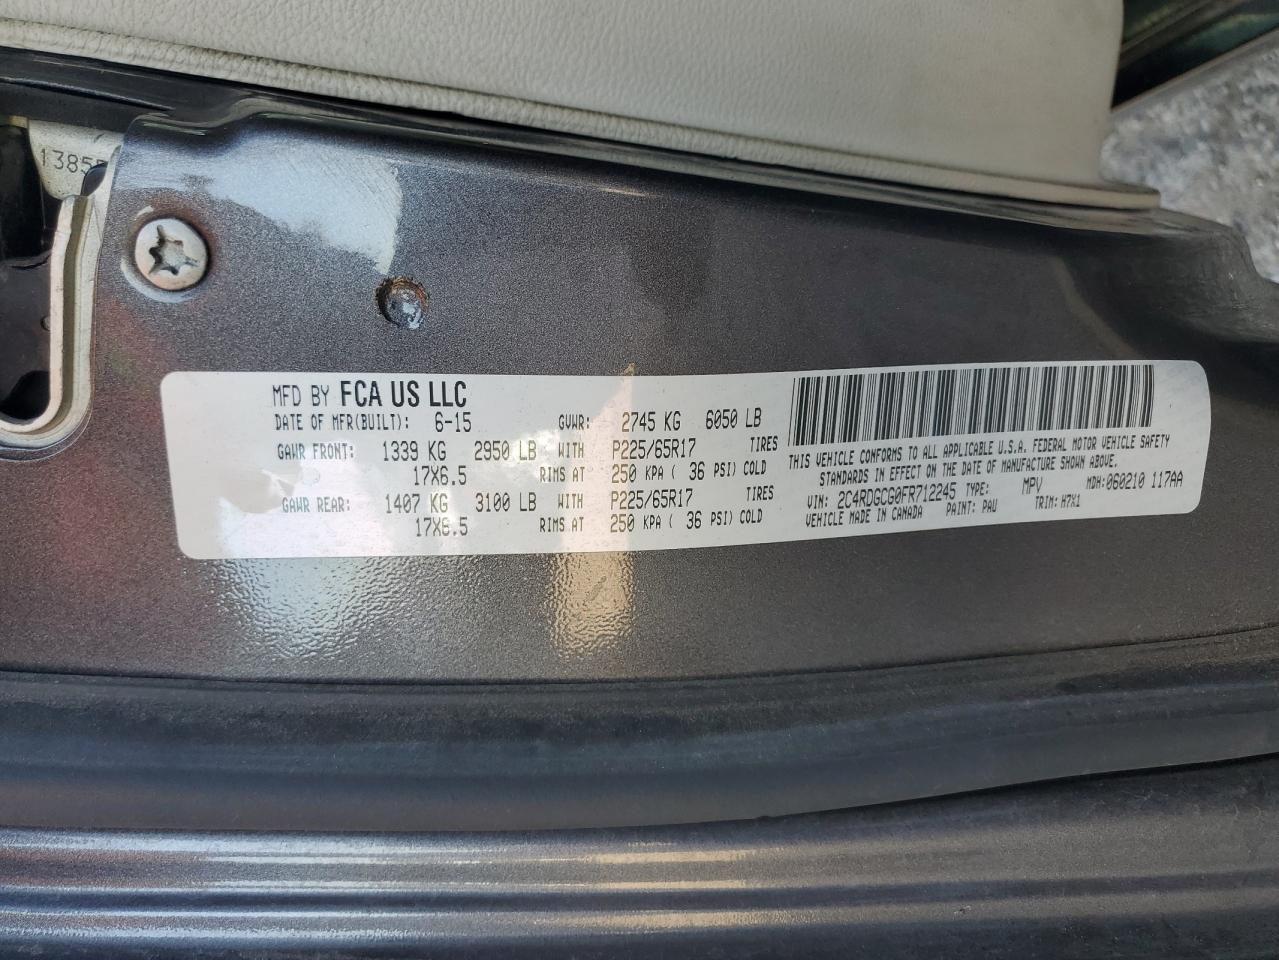 1385
MFD BY FCA US LLC
DATE OF MFR(BUILT): 6-15 GVWR: 2745 KG 6050 LB
GAWR FRONT: 1339 KG 2950 LB WITH P225/65R17 TIRES
17X6.5 RIMS AT 250 KPA ( 36 PSI) COLD
GAWR REAR: 1407 KG 3100 LB WITH P225/65R17 TIRES
17X6.5 RIMS AT 250 KPA ( 36 PSI) COLD
THIS VEHICLE CONFORMS TO ALL APPLICABLE U.S.A. FEDERAL MOTOR VEHICLE SAFETY
STANDARDS IN EFFECT ON THE DATE OF MANUFACTURE SHOWN ABOVE.
VIN: 2C4RDGCG0FR712245 TYPE: MPV MDH:060210 117AA
VEHICLE MADE IN CANADA PAINT: PAU TRIM: H7X1